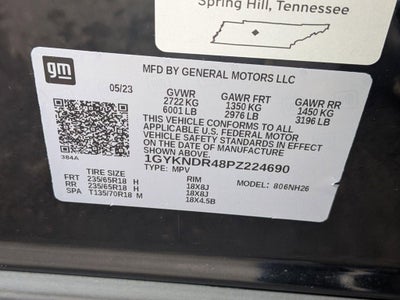 Spring Hill, Tennessee
gm
MFD BY GENERAL MOTORS LLC
05/23
GVWR GAWR FRT GAWR RR
2722 KG 1350 KG 1450 KG
6001 LB 2976 LB 3196 LB
THIS VEHICLE CONFORMS TO ALL
APPLICABLE U.S. FEDERAL MOTOR
VEHICLE SAFETY STANDARDS IN
EFFECT ON THE DATE OF MANUFACTURE
SHOWN ABOVE.
384A
1GYKNDR48PZ224690
TYPE: MPV MODEL: 806NH26
TIRE SIZE RIM
FRT 235/65R18 H 18X8J
RR 235/65R18 H 18X8J
SPA T135/70R18 M 18X4.5B